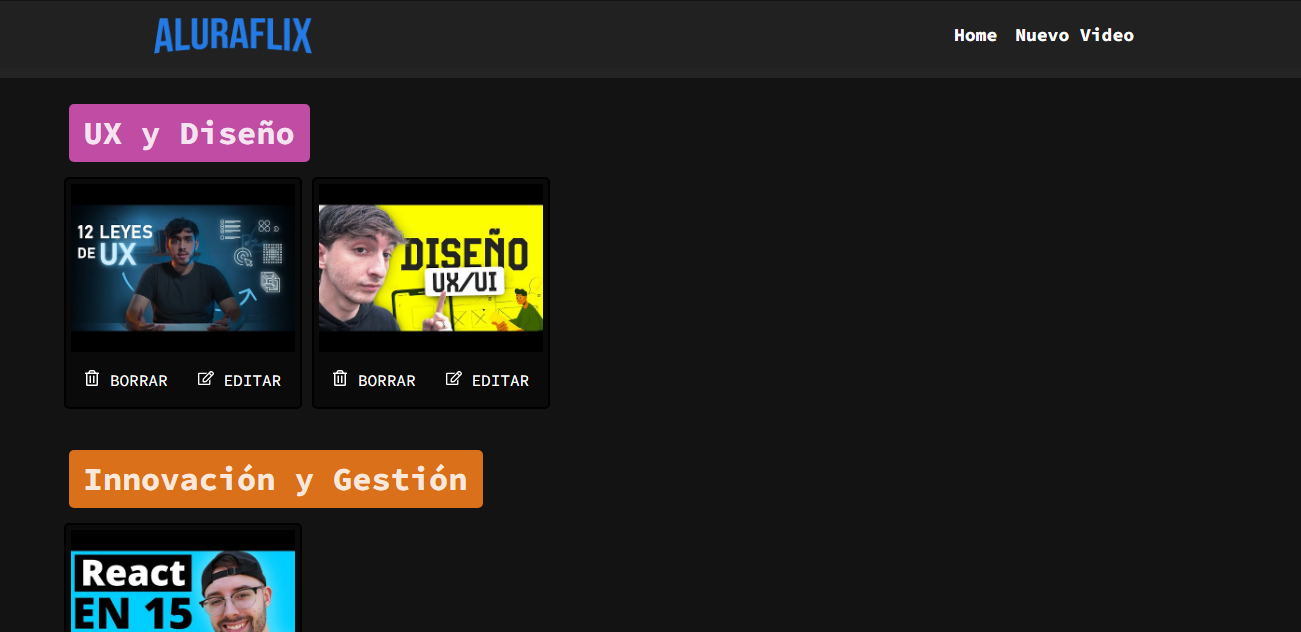 ALURAFLIX
Home Nuevo Video
UX y Diseño
12 LEYES
DE UX
DISEÑO
UX/UI
BORRAR EDITAR BORRAR EDITAR
Innovación y Gestión
React
EN 15